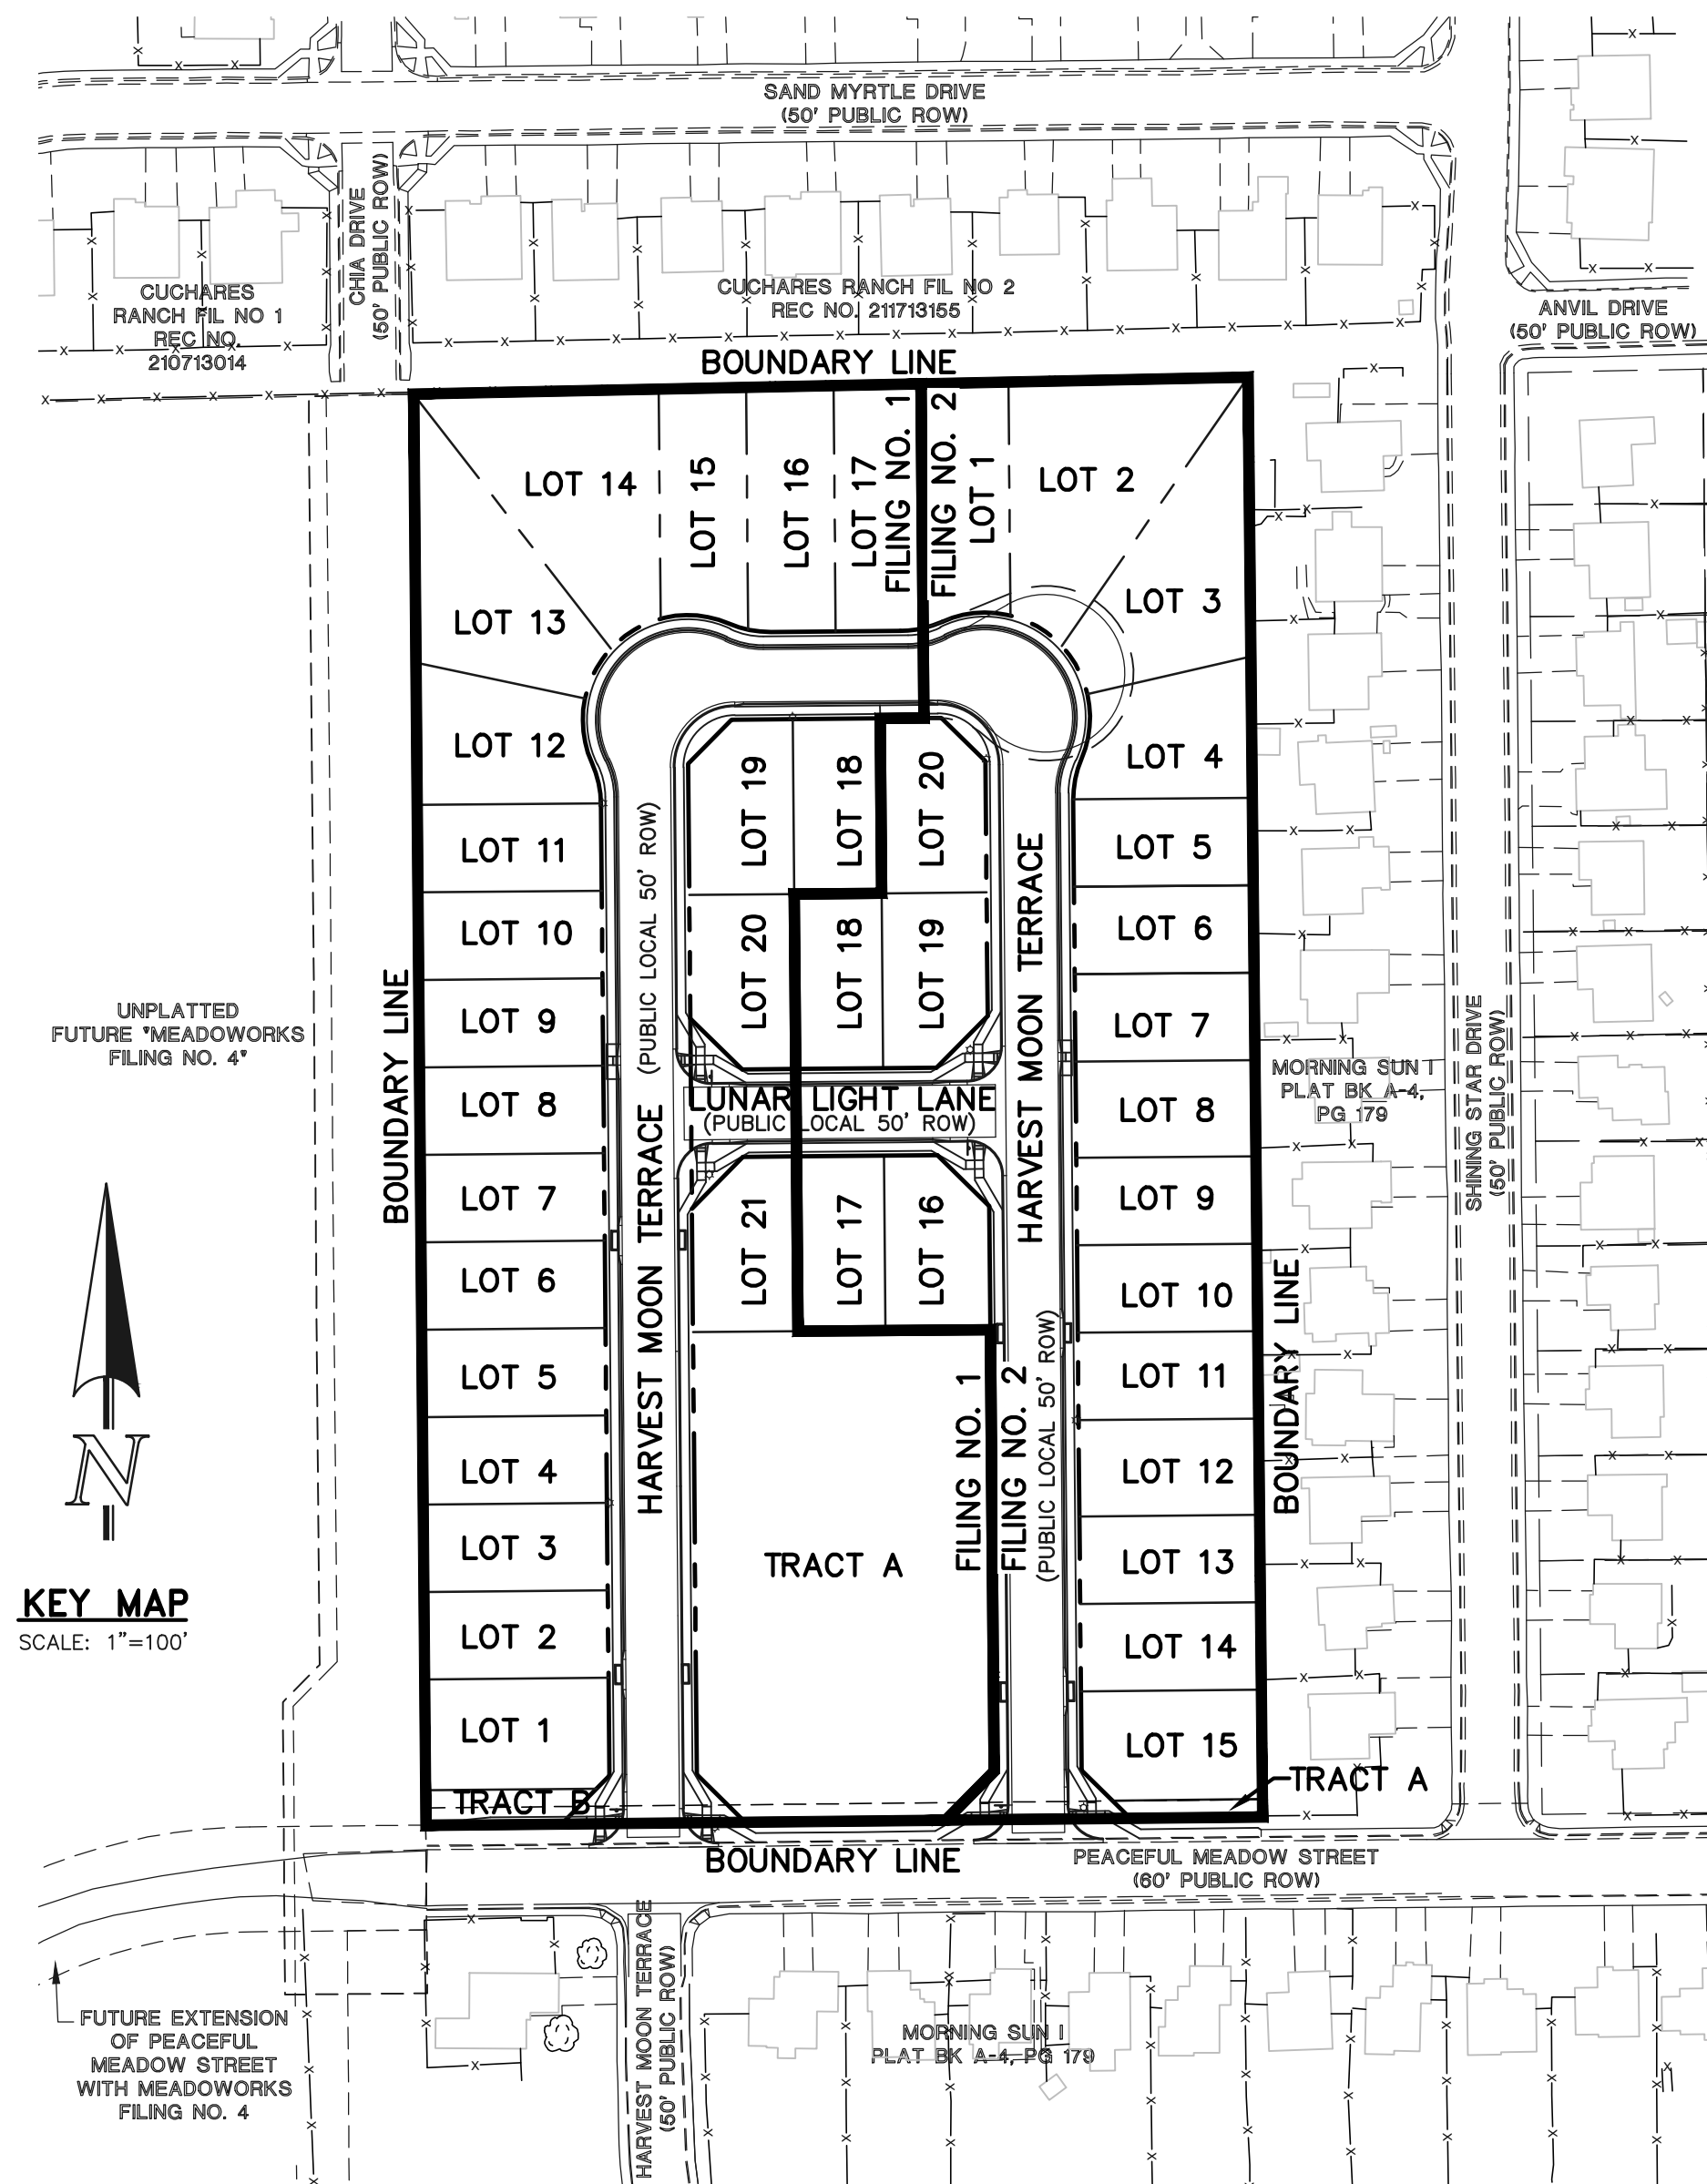 SAND MYRTLE DRIVE
(50' PUBLIC ROW)
CHIA DRIVE
(50' PUBLIC ROW)
CUCHARES
RANCH FIL NO 1
REC NO.
210713014
CUCHARES RANCH FIL NO 2
REC NO. 211713155
ANVIL DRIVE
(50' PUBLIC ROW)
BOUNDARY LINE
LOT 14
LOT 15
LOT 16
LOT 17
FILING NO. 1
FILING NO. 2
LOT 1
LOT 2
LOT 13
LOT 3
LOT 12
LOT 4
LOT 19
LOT 18
LOT 20
LOT 11
LOT 5
LOT 10
LOT 6
LOT 20
LOT 18
LOT 19
LOT 9
LOT 7
(PUBLIC LOCAL 50' ROW)
HARVEST MOON TERRACE
BOUNDARY LINE
UNPLATTED
FUTURE "MEADOWORKS
FILING NO. 4"
LOT 8
LUNAR LIGHT LANE
(PUBLIC LOCAL 50' ROW)
LOT 8
MORNING SUN I
PLAT BK A-4,
PG 179
SHINING STAR DRIVE
(50' PUBLIC ROW)
LOT 7
LOT 21
LOT 17
LOT 16
LOT 9
LOT 6
HARVEST MOON TERRACE
LOT 10
BOUNDARY LINE
LOT 5
FILING NO. 1
FILING NO. 2
(PUBLIC LOCAL 50' ROW)
LOT 11
LOT 4
LOT 12
N
LOT 3
TRACT A
LOT 13
KEY MAP
SCALE: 1"=100'
LOT 2
LOT 14
LOT 1
LOT 15
TRACT B
TRACT A
BOUNDARY LINE
PEACEFUL MEADOW STREET
(60' PUBLIC ROW)
HARVEST MOON TERRACE
(50' PUBLIC ROW)
FUTURE EXTENSION
OF PEACEFUL
MEADOW STREET
WITH MEADOWORKS
FILING NO. 4
MORNING SUN I
PLAT BK A-4, PG 179